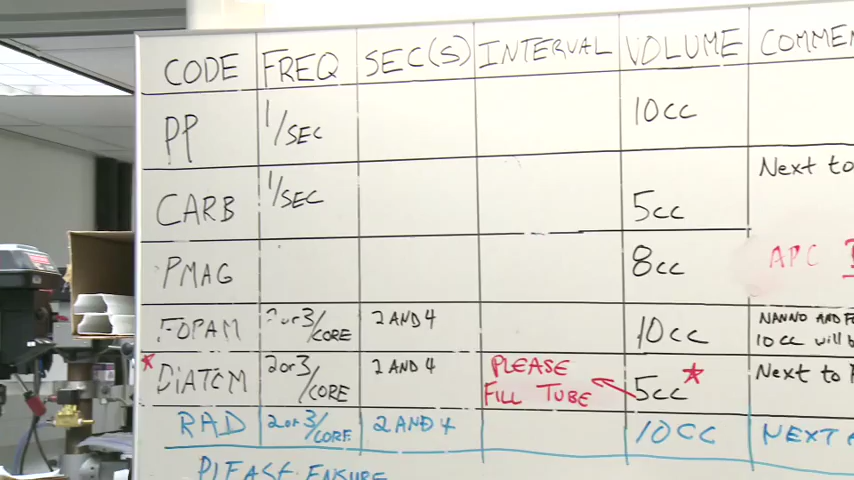 CODE FREQ SEC(S) INTERVAL VOLUME COMMEN
PP 1/SEC 10cc
Next to
CARB 1/SEC 5cc
PMAG 8cc APC
FOPAM 2 or 3/CORE 2 AND 4 10cc NANNO AND FO
10 cc will b
* DIATOM 2 or 3/CORE 2 AND 4 PLEASE FILL TUBE 5cc* Next to
RAD 2 or 3/CORE 2 AND 4 10CC NEXT
PLEASE ENSURE